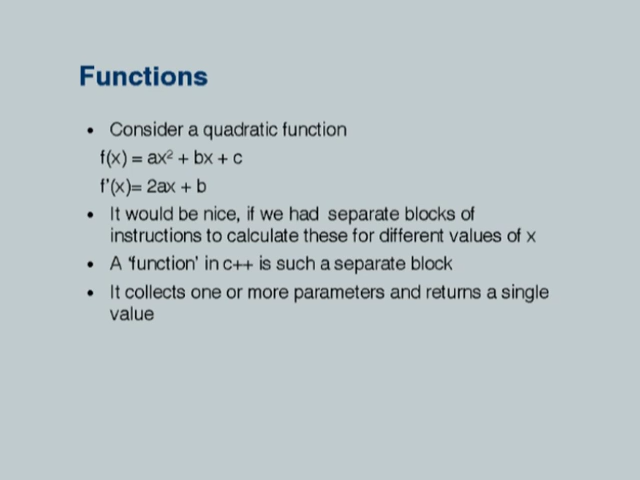 Functions
• Consider a quadratic function
f(x) = ax² + bx + c
f'(x)= 2ax + b
• It would be nice, if we had separate blocks of
instructions to calculate these for different values of x
• A 'function' in c++ is such a separate block
• It collects one or more parameters and returns a single
value